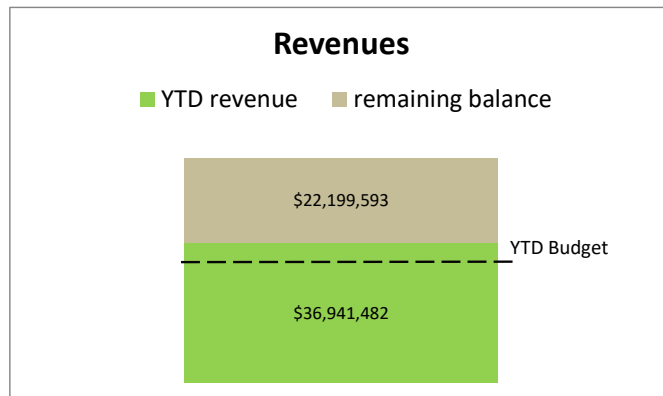 Revenues
YTD revenue remaining balance
$22,199,593
YTD Budget
$36,941,482